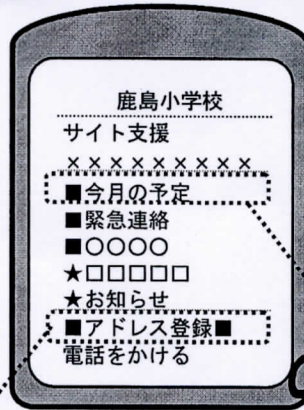 鹿島小学校
サイト支援
×××××××××
■今月の予定
■緊急連絡
■○○○○
★□□□□□
★お知らせ
■アドレス登録■
電話をかける